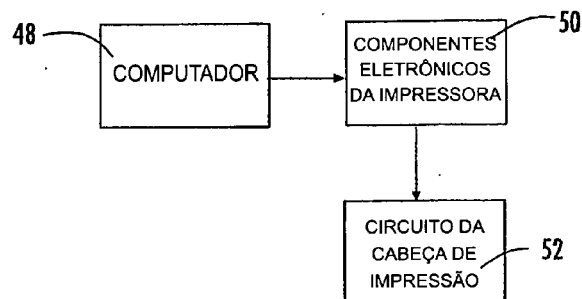 48
COMPUTADOR
50
COMPONENTES
ELETRÔNICOS
DA IMPRESSORA
CIRCUITO DA
CABEÇA DE
IMPRESSÃO
52